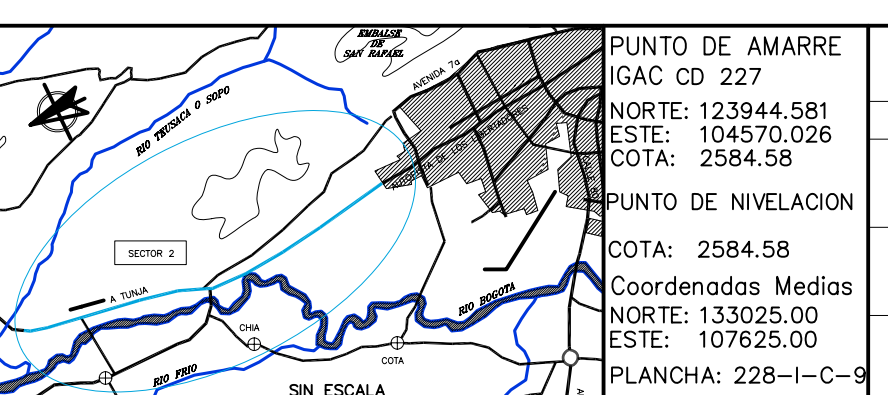 EMBALSE
DE
SAN RAFAEL
AVENIDA 7a
RIO TEUSACA O SOPO
AUTOPISTA DE LOS LIBERTADORES
SECTOR 2
A TUNJA
RIO BOGOTA
CHIA
COTA
RIO FRIO
SIN ESCALA
PUNTO DE AMARRE
IGAC CD 227
NORTE: 123944.581
ESTE: 104570.026
COTA: 2584.58
PUNTO DE NIVELACION
COTA: 2584.58
Coordenadas Medias
NORTE: 133025.00
ESTE: 107625.00
PLANCHA: 228-I-C-9